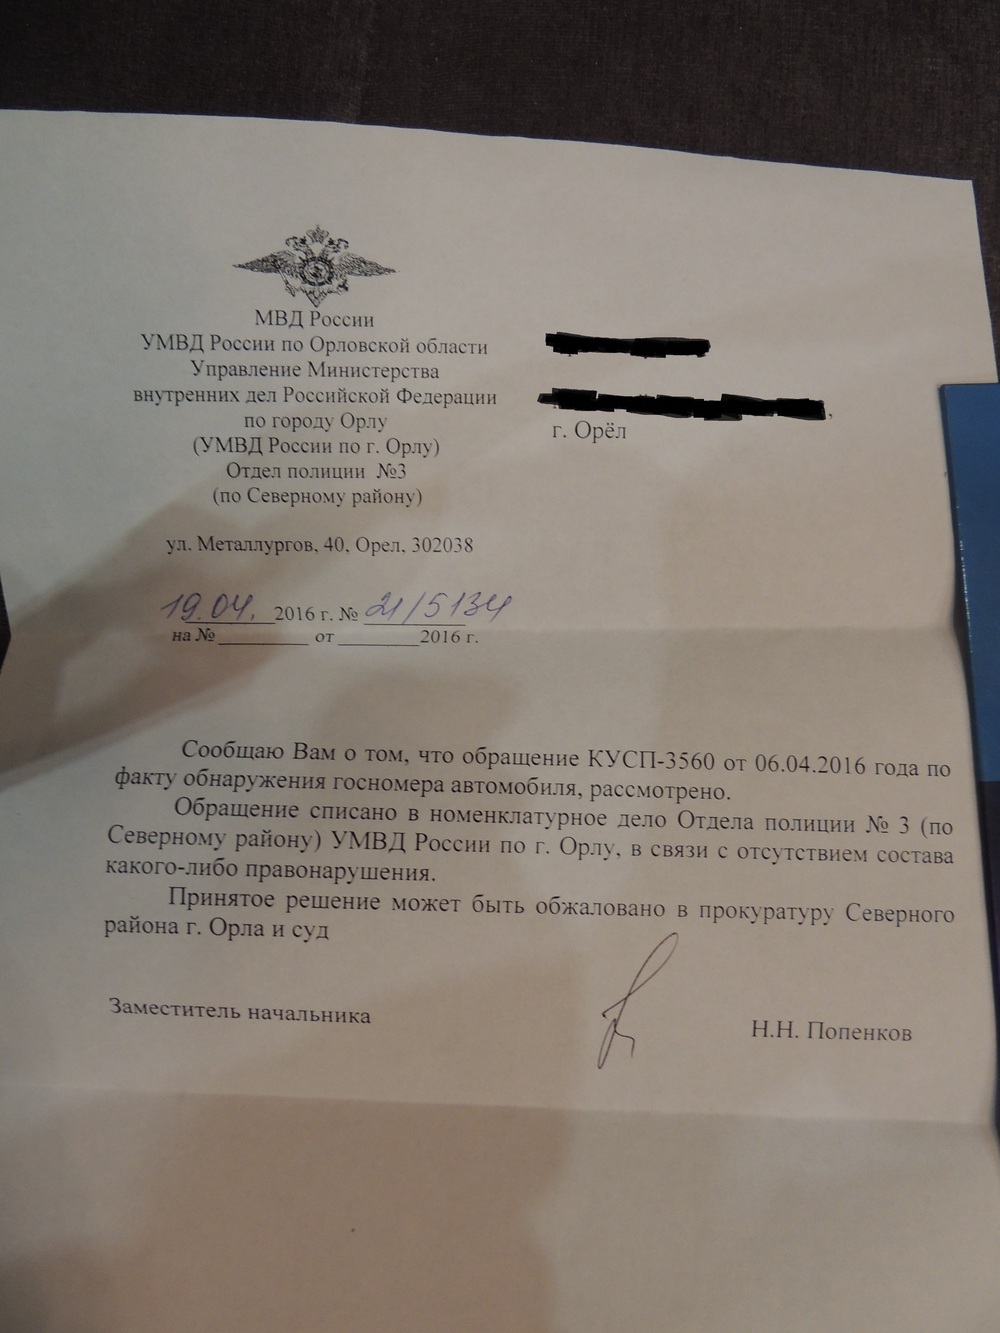 МВД России
УМВД России по Орловской области
Управление Министерства
внутренних дел Российской Федерации
по городу Орлу
(УМВД России по г. Орлу)
Отдел полиции №3
(по Северному району)
ул. Металлургов, 40, Орел, 302038
г. Орёл
19.04. 2016 г. № 21/5134
на № __________ от _________2016 г.
Сообщаю Вам о том, что обращение КУСП-3560 от 06.04.2016 года по
факту обнаружения госномера автомобиля, рассмотрено.
Обращение списано в номенклатурное дело Отдела полиции № 3 (по
Северному району) УМВД России по г. Орлу, в связи с отсутствием состава
какого-либо правонарушения.
Принятое решение может быть обжаловано в прокуратуру Северного
района г. Орла и суд
Заместитель начальника
Н.Н. Попенков